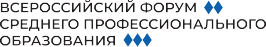 ВСЕРОССИЙСКИЙ ФОРУМ
СРЕДНЕГО ПРОФЕССИОНАЛЬНОГО
ОБРАЗОВАНИЯ